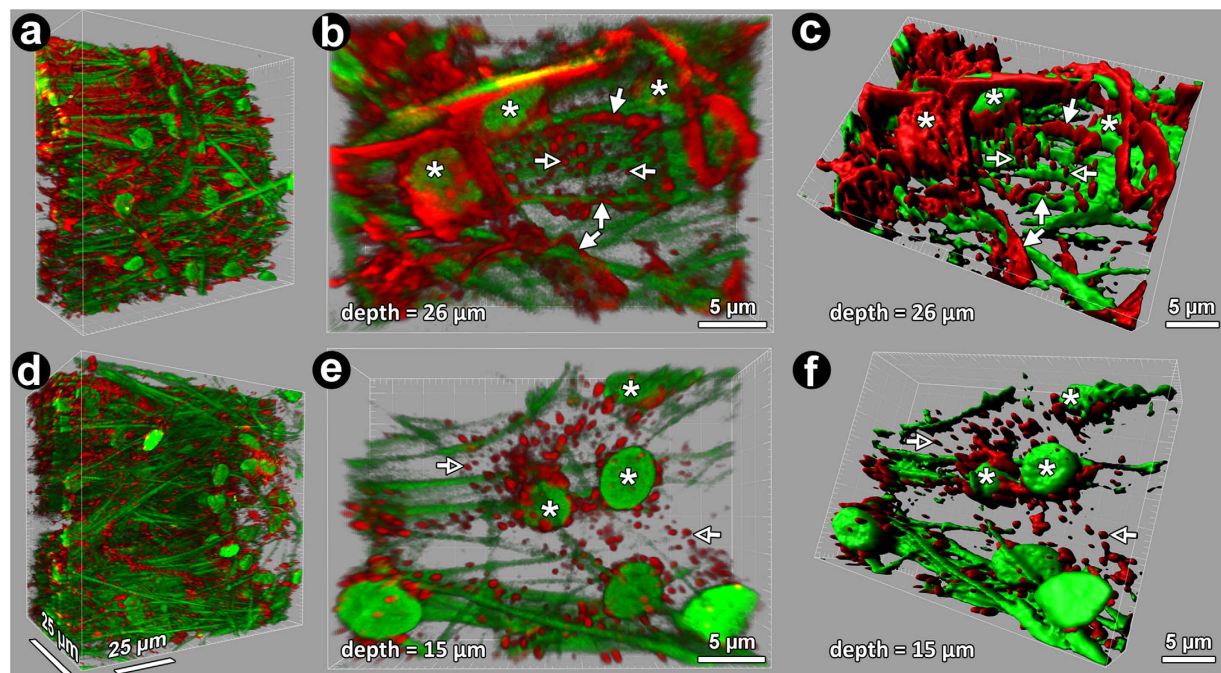 a
b
c
depth = 26 µm
5 µm
depth = 26 µm
5 µm
d
e
f
25 µm
25 µm
depth = 15 µm
5 µm
depth = 15 µm
5 µm